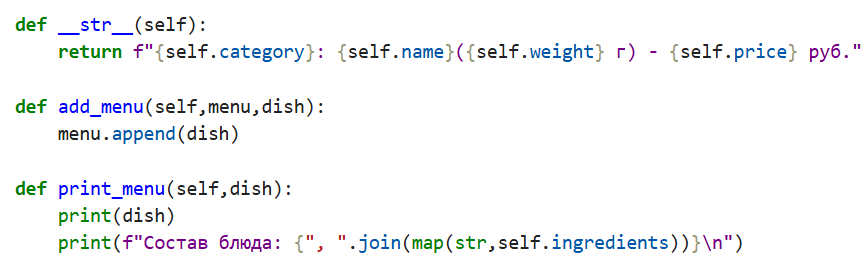 def __str__(self):
    return f"{self.category}: {self.name}({self.weight} г) - {self.price} руб."
def add_menu(self,menu,dish):
    menu.append(dish)
def print_menu(self,dish):
    print(dish)
    print(f"Состав блюда: {", ".join(map(str,self.ingredients))}\n")